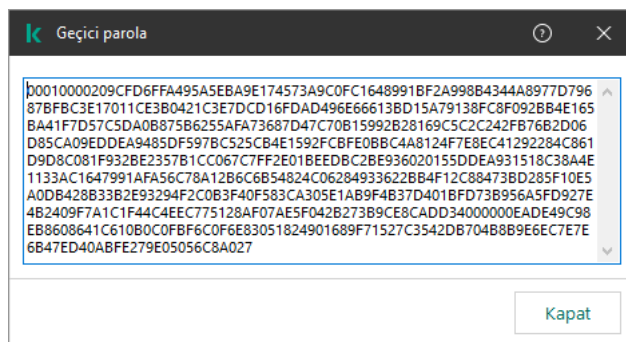 Geçici parola
00010000209CFD6FFA495A5EBA9E174573A9C0FC1648991BF2A998B4344A8977D796
87BFBC3E17011CE3B0421C3E7DCD16FDAD496E66613BD15A79138FC8F092BB4E165
BA41F7D57C5DA0B875B6255AFA73687D47C70B15992B28169C5C2C242FB76B2D06
D85CA09EDDEA9485DF597BC525CB4E1592FCBFE0BBC4A8124F7E8EC41292284C861
D9D8C081F932BE2357B1CC067C7FF2E01BEEDBC2BE936020155DDEA931518C38A4E
1133AC1647991AFA56C78A12B6C6B54824C06284933622BB4F12C88473BD285F10E5
A0DB428B33B2E93294F2C0B3F40F583CA305E1AB9F4B37D401BFD73B956A5FD927E
4B2409F7A1C1F44C4EEC775128AF07AE5F042B273B9CE8CADD34000000EADE49C98
EB8608641C610B0C0FBF6C0F6E83051824901689F71527C3542DB704B8B9E6EC7E7E
6B47ED40ABFE279E05056C8A027
Kapat